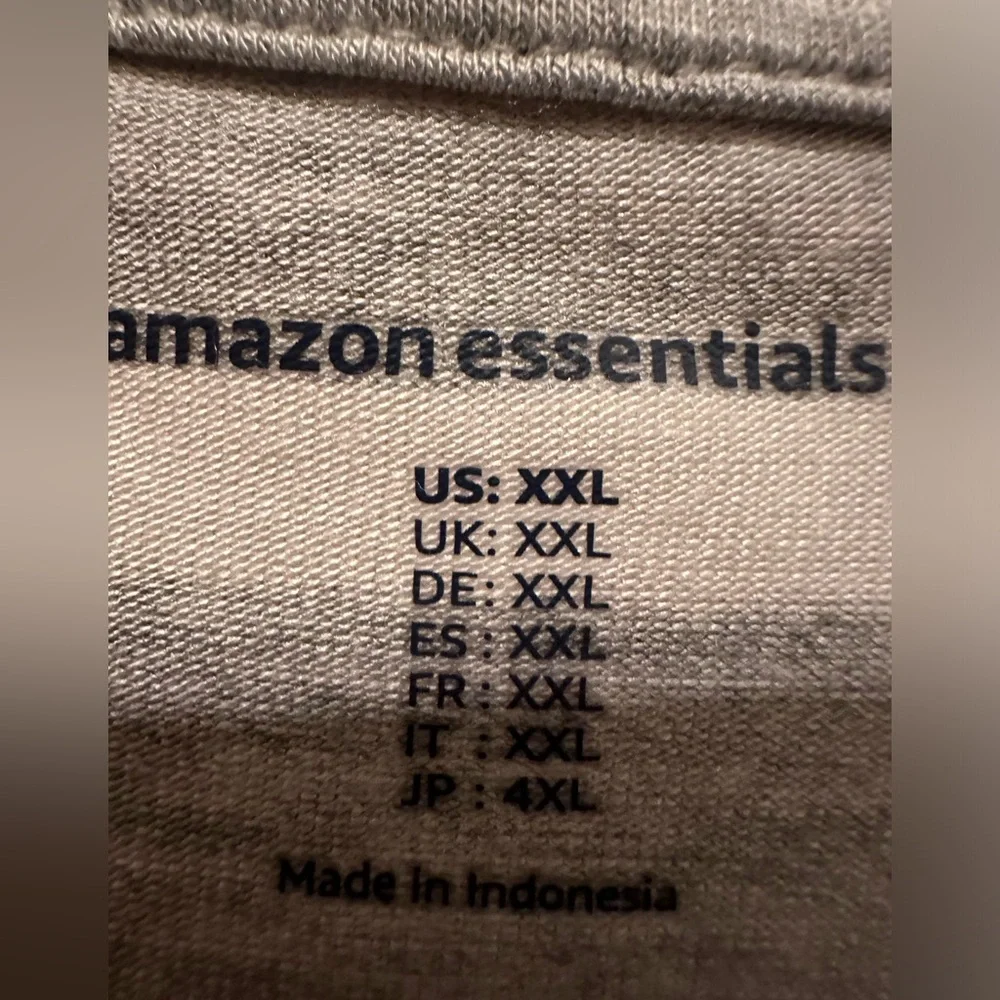 amazon essentials
US: XXL
UK: XXL
DE: XXL
ES : XXL
FR : XXL
IT : XXL
JP : 4XL
Made in Indonesia